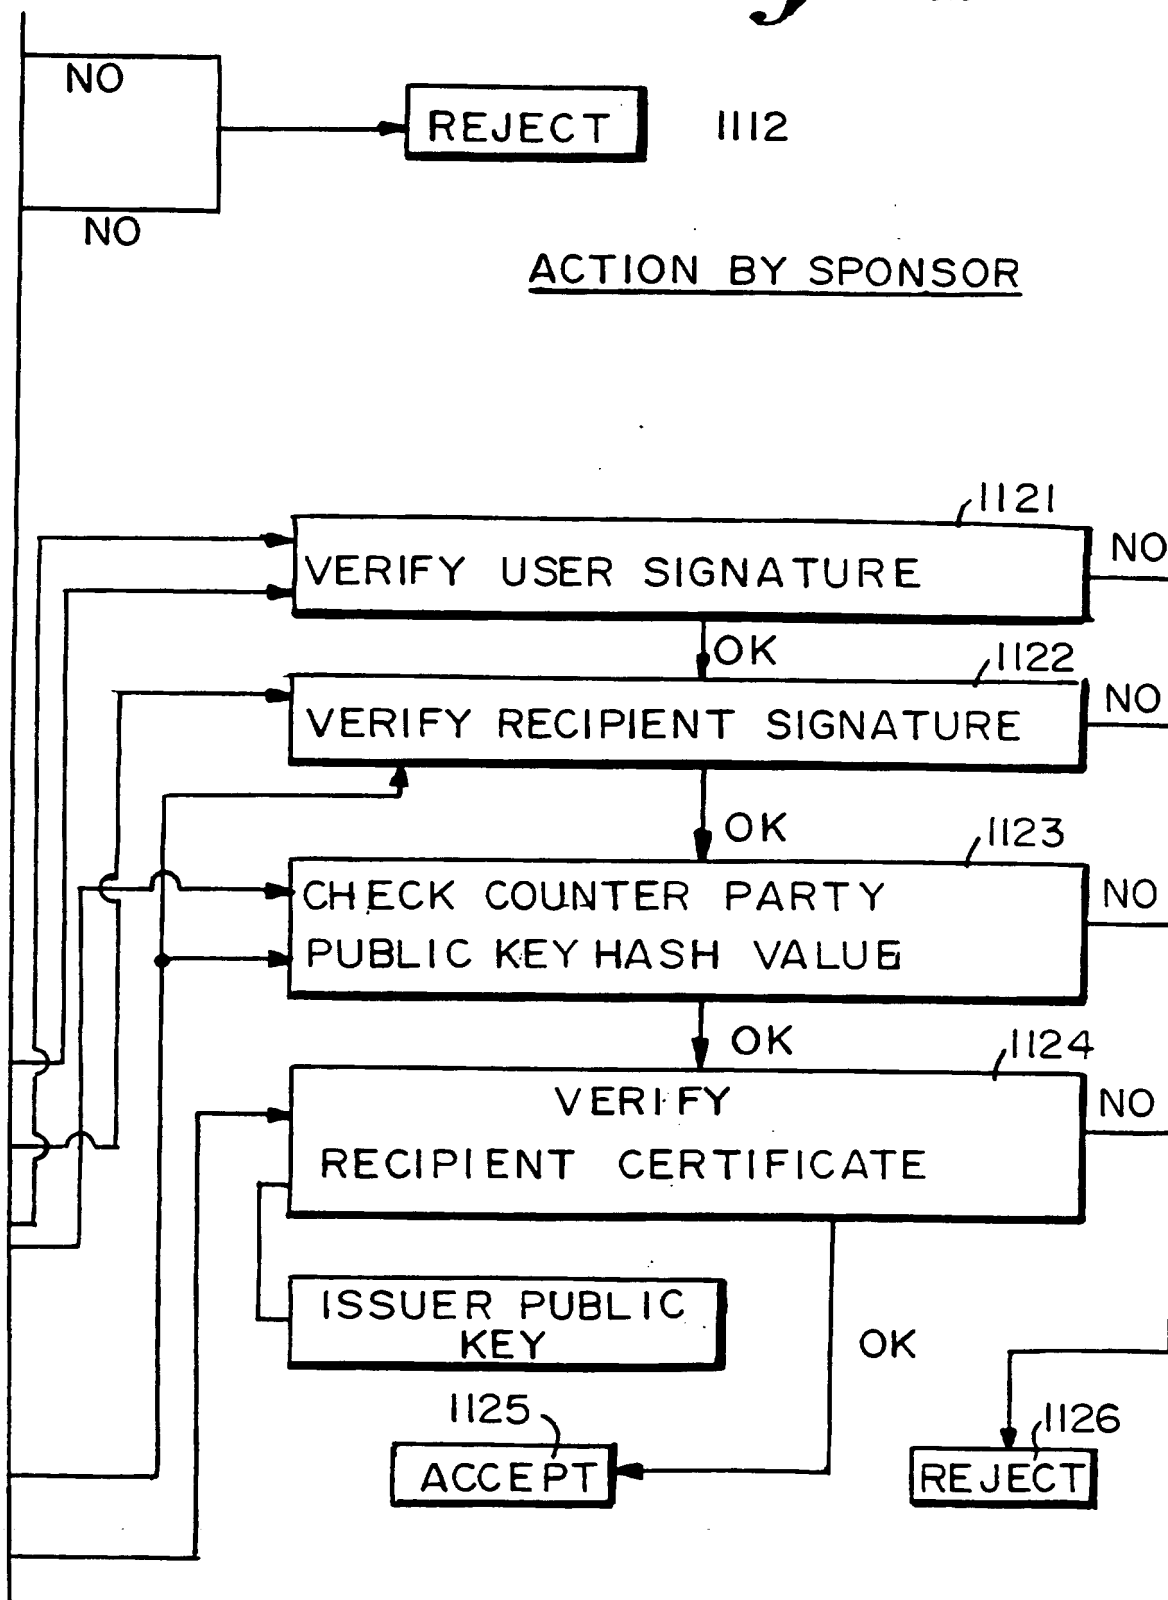 NO
REJECT 1112
NO
ACTION BY SPONSOR
1121
NO
VERIFY USER SIGNATURE
OK
1122
NO
VERIFY RECIPIENT SIGNATURE
OK
1123
NO
CHECK COUNTER PARTY
PUBLIC KEY HASH VALUE
OK
1124
NO
VERIFY
RECIPIENT CERTIFICATE
ISSUER PUBLIC
KEY
OK
1125
1126
ACCEPT
REJECT